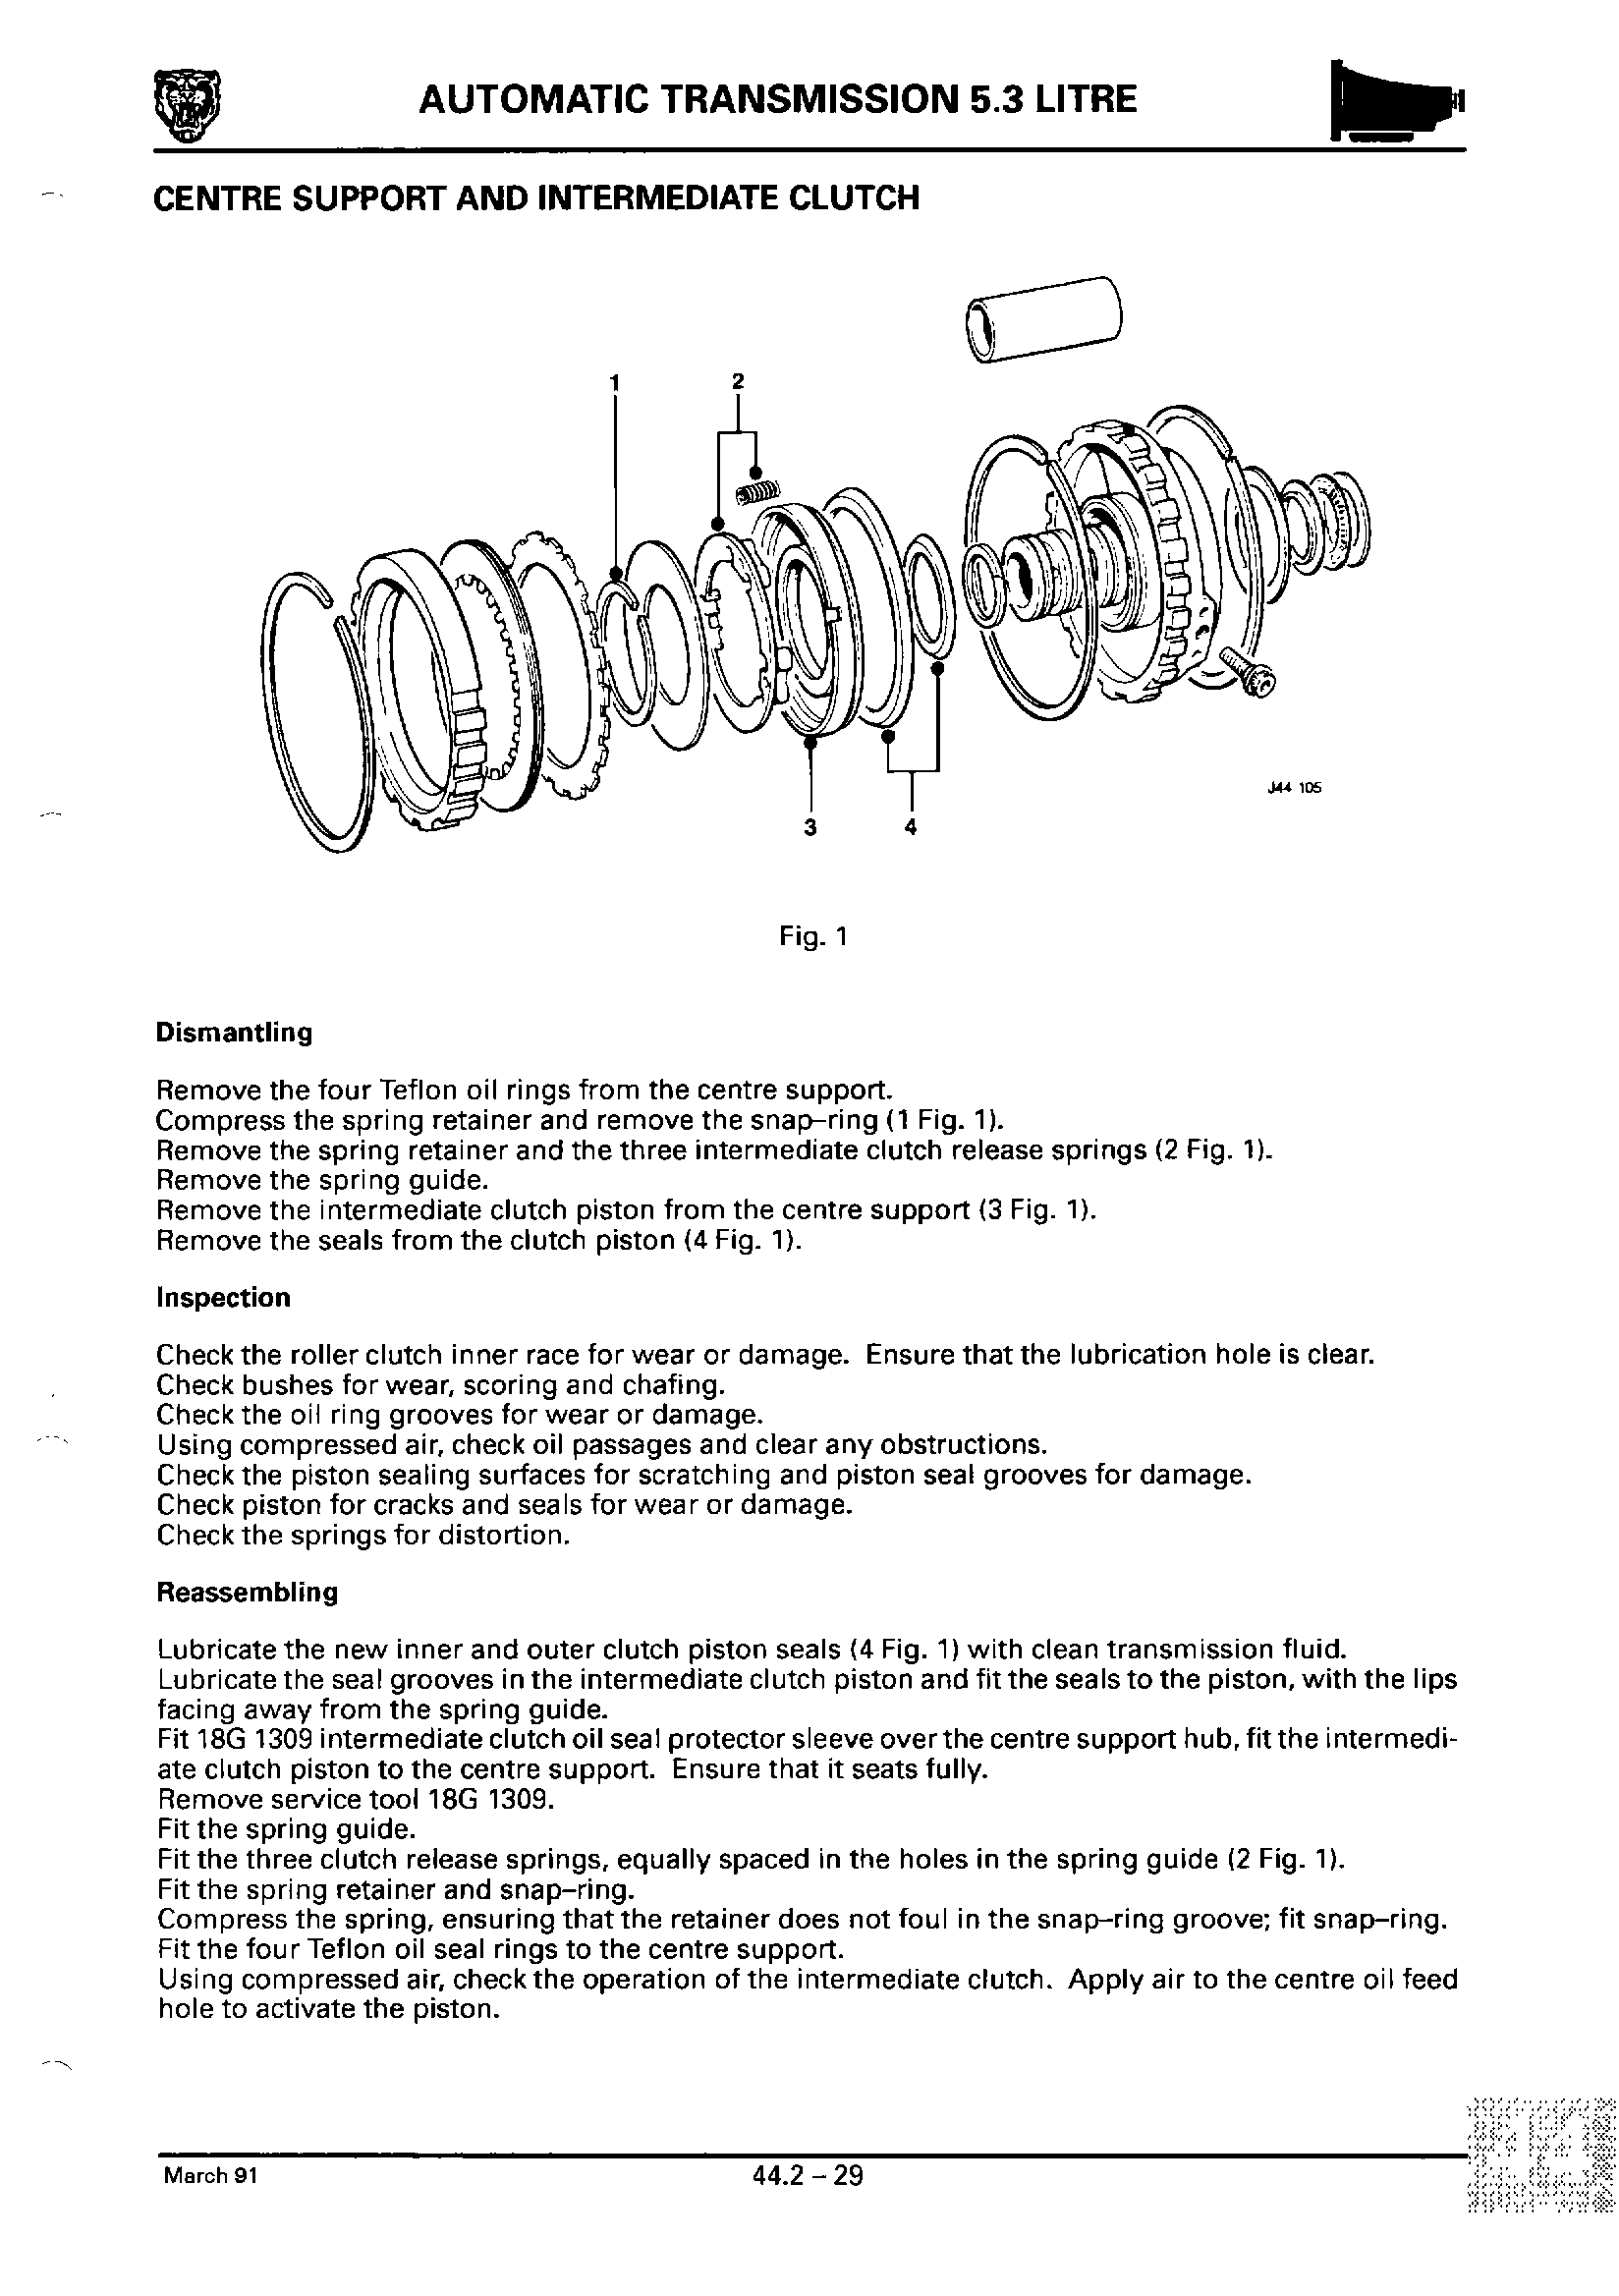 AUTOMATIC TRANSMISSION 5.3 LITRE
CENTRE SUPPORT AND INTERMEDIATE CLUTCH
1
2
J44 105
3
4
Fig. 1
Dismantling
Remove the four Teflon oil rings from the centre support.
Compress the spring retainer and remove the snap–ring (1 Fig. 1).
Remove the spring retainer and the three intermediate clutch release springs (2 Fig. 1).
Remove the spring guide.
Remove the intermediate clutch piston from the centre support (3 Fig. 1).
Remove the seals from the clutch piston (4 Fig. 1).
Inspection
Check the roller clutch inner race for wear or damage. Ensure that the lubrication hole is clear.
Check bushes for wear, scoring and chafing.
Check the oil ring grooves for wear or damage.
Using compressed air, check oil passages and clear any obstructions.
Check the piston sealing surfaces for scratching and piston seal grooves for damage.
Check piston for cracks and seals for wear or damage.
Check the springs for distortion.
Reassembling
Lubricate the new inner and outer clutch piston seals (4 Fig. 1) with clean transmission fluid.
Lubricate the seal grooves in the intermediate clutch piston and fit the seals to the piston, with the lips
facing away from the spring guide.
Fit 18G 1309 intermediate clutch oil seal protector sleeve over the centre support hub, fit the intermedi-
ate clutch piston to the centre support. Ensure that it seats fully.
Remove service tool 18G 1309.
Fit the spring guide.
Fit the three clutch release springs, equally spaced in the holes in the spring guide (2 Fig. 1).
Fit the spring retainer and snap–ring.
Compress the spring, ensuring that the retainer does not foul in the snap–ring groove; fit snap–ring.
Fit the four Teflon oil seal rings to the centre support.
Using compressed air, check the operation of the intermediate clutch. Apply air to the centre oil feed
hole to activate the piston.
March 91
44.2 – 29